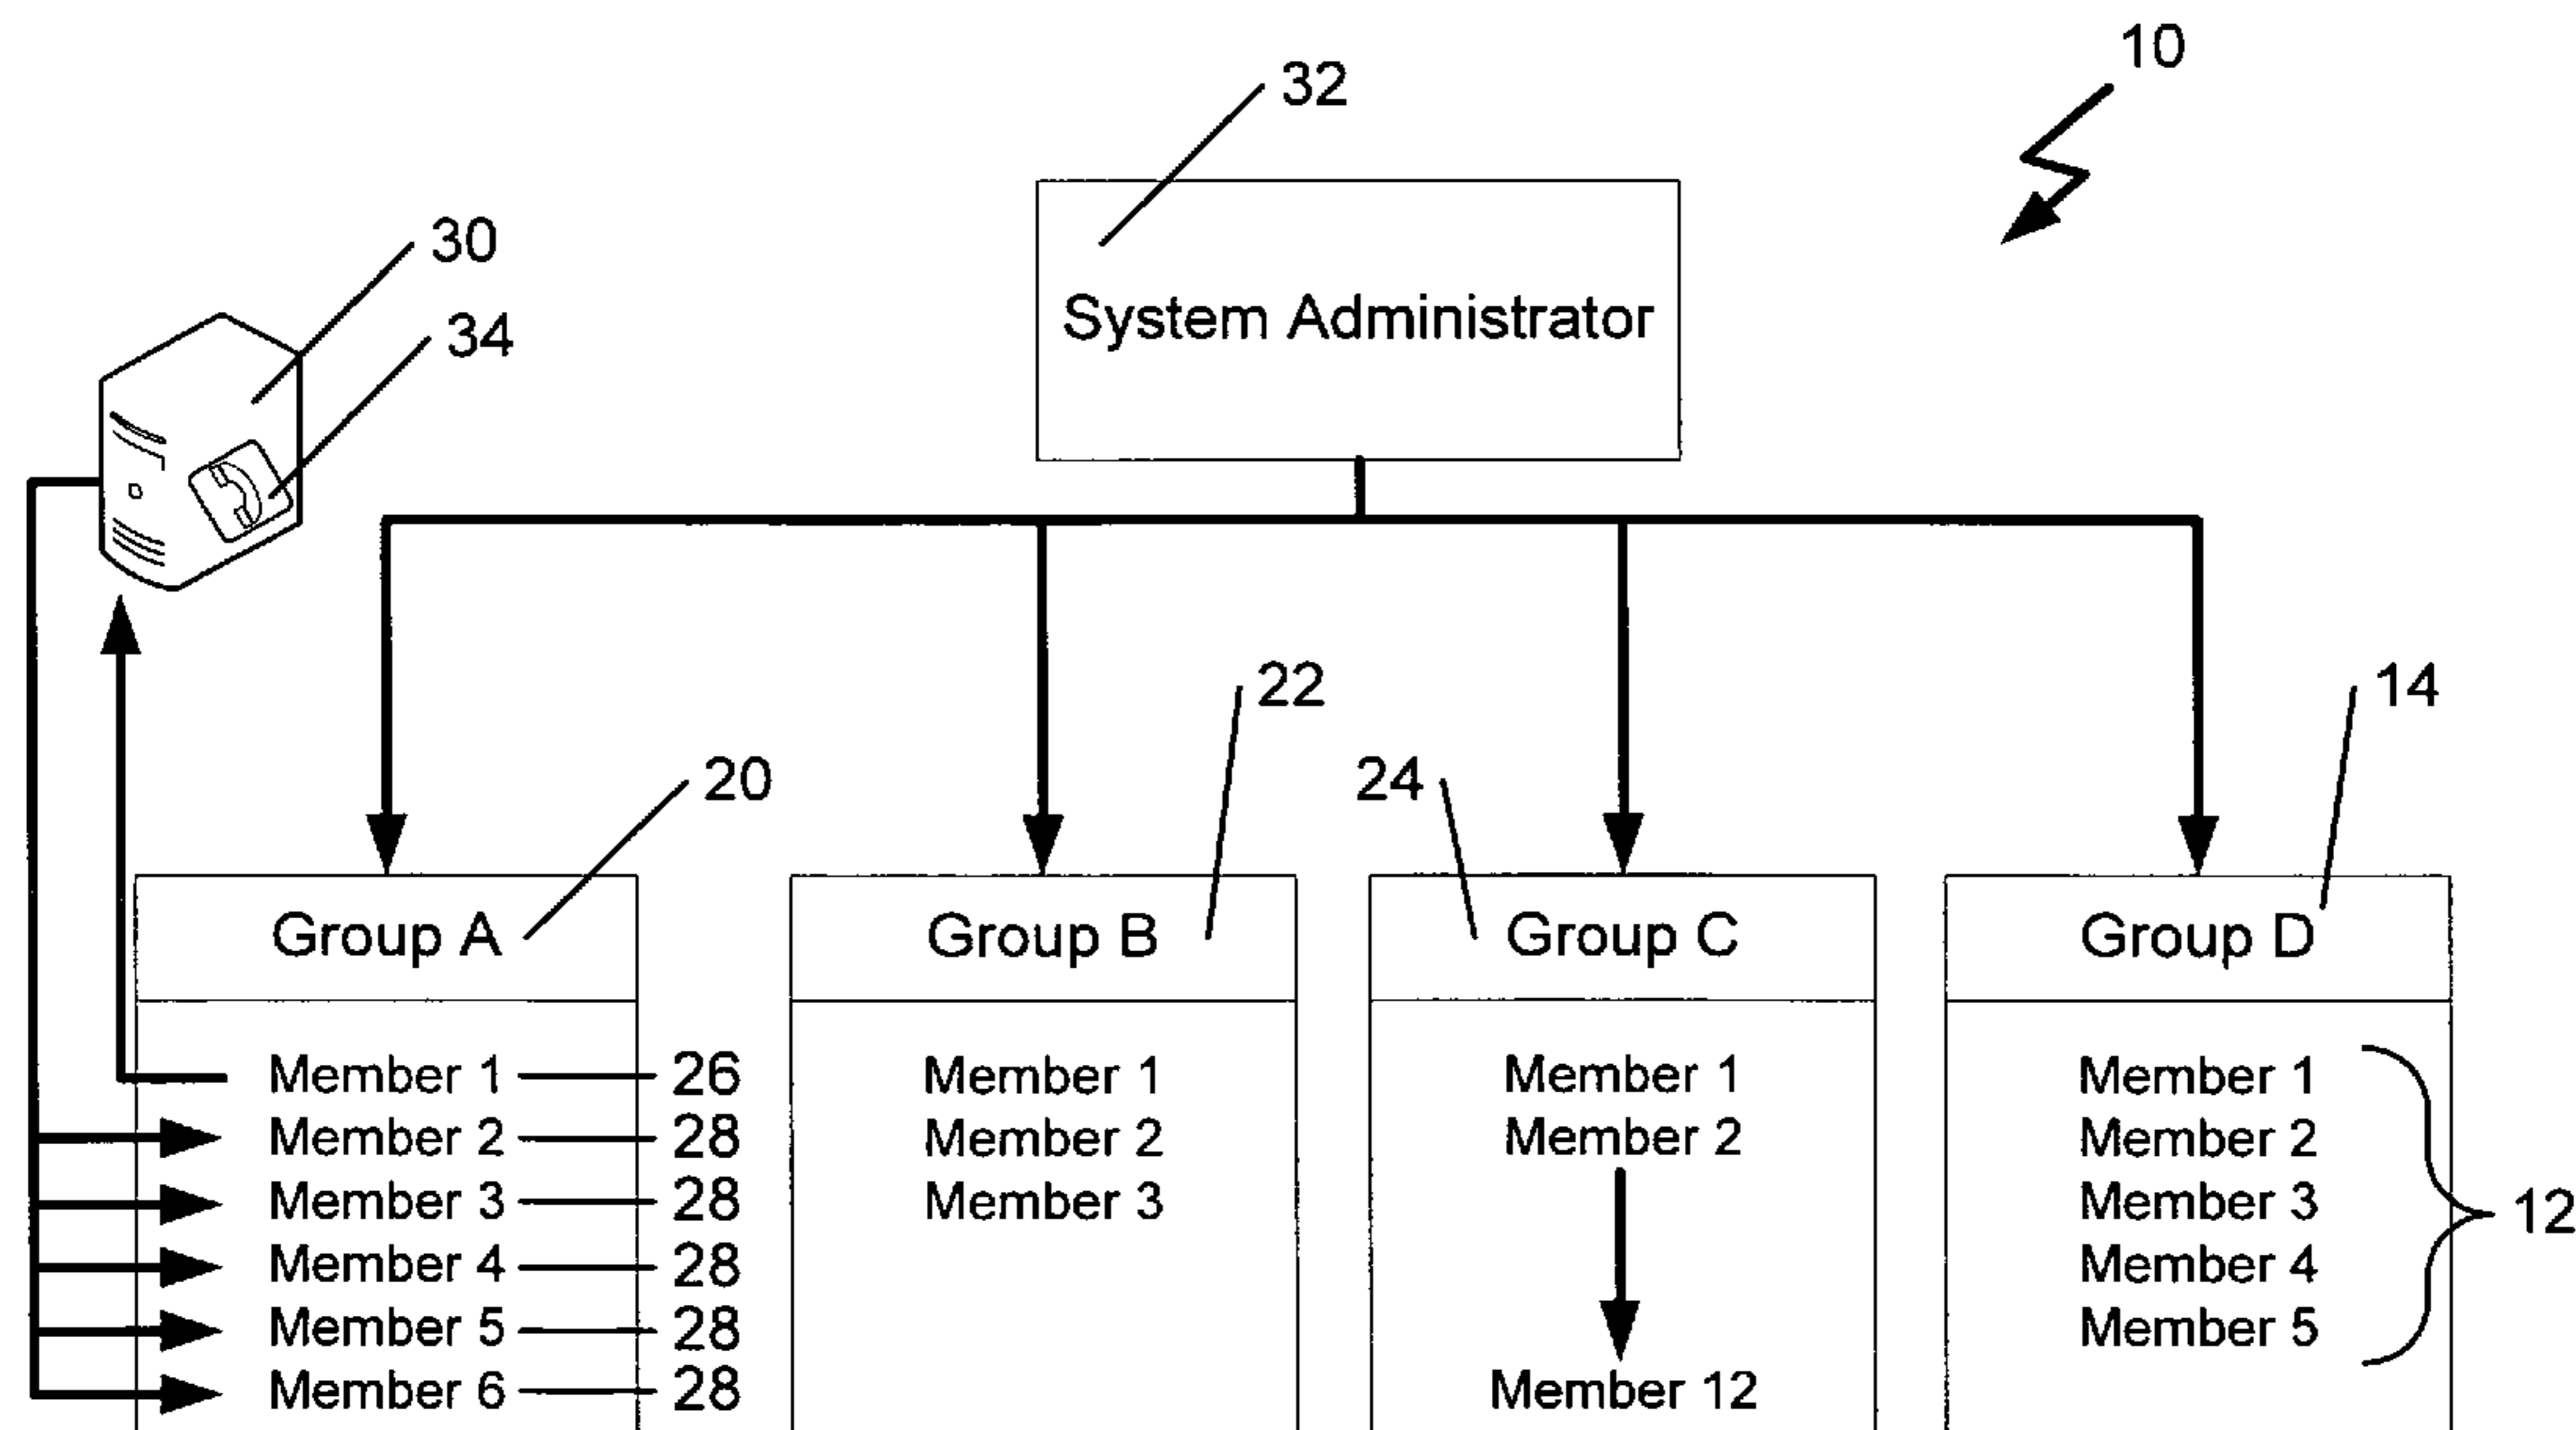 10
32
30
34
System Administrator
22
14
20
24
Group A
Group B
Group C
Group D
Member 1 26
Member 2 28
Member 3 28
Member 4 28
Member 5 28
Member 6 28
Member 1
Member 2
Member 3
Member 1
Member 2
Member 12
Member 1
Member 2
Member 3
Member 4
Member 5
12